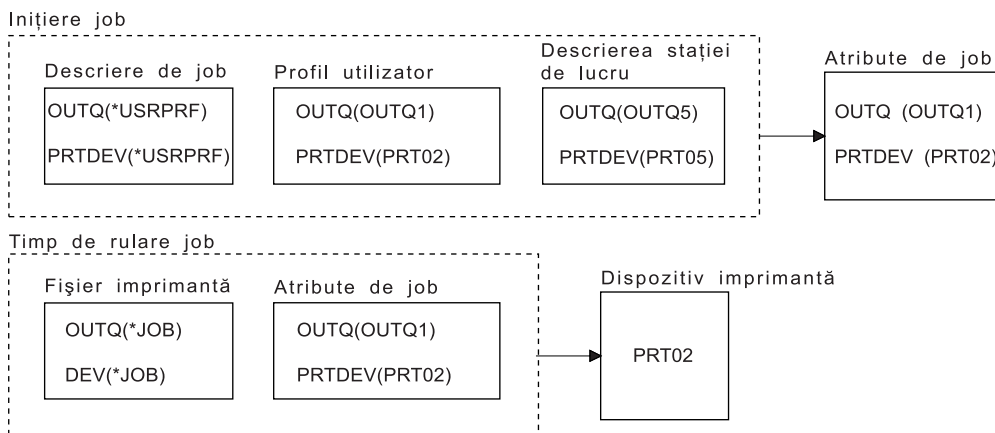 Inițiere job
Descriere de job
OUTQ(*USRPRF)
PRTDEV(*USRPRF)
Profil utilizator
OUTQ(OUTQ1)
PRTDEV(PRT02)
Descrierea stației
de lucru
OUTQ(OUTQ5)
PRTDEV(PRT05)
Atribute de job
OUTQ (OUTQ1)
PRTDEV (PRT02)
Timp de rulare job
Fişier imprimantă
OUTQ(*JOB)
DEV(*JOB)
Atribute de job
OUTQ(OUTQ1)
PRTDEV(PRT02)
Dispozitiv imprimantă
PRT02